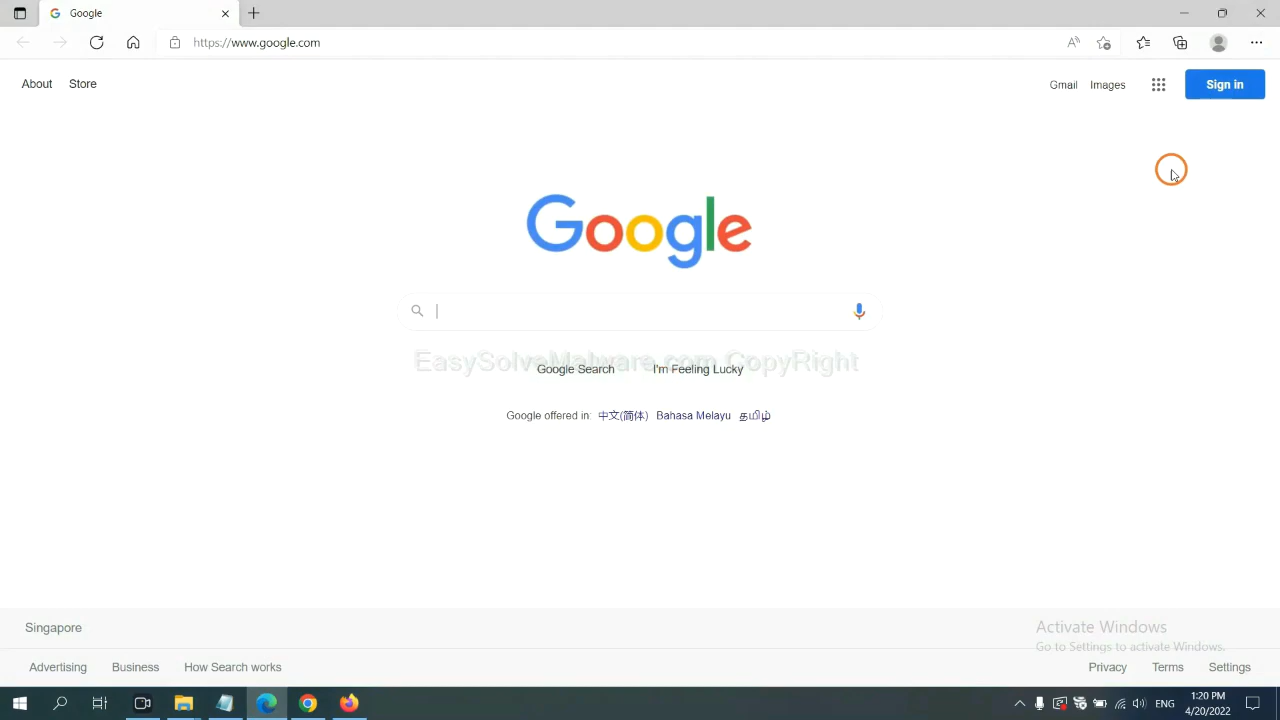 Google
https://www.google.com
About Store
Gmail Images Sign in
Google
EasySolveMalware.com CopyRight
Google Search I'm Feeling Lucky
Google offered in: 中文(简体) Bahasa Melayu தமிழ்
Singapore
Activate Windows
Go to Settings to activate Windows.
Advertising Business How Search works
Privacy Terms Settings
ENG
1:20 PM
4/20/2022